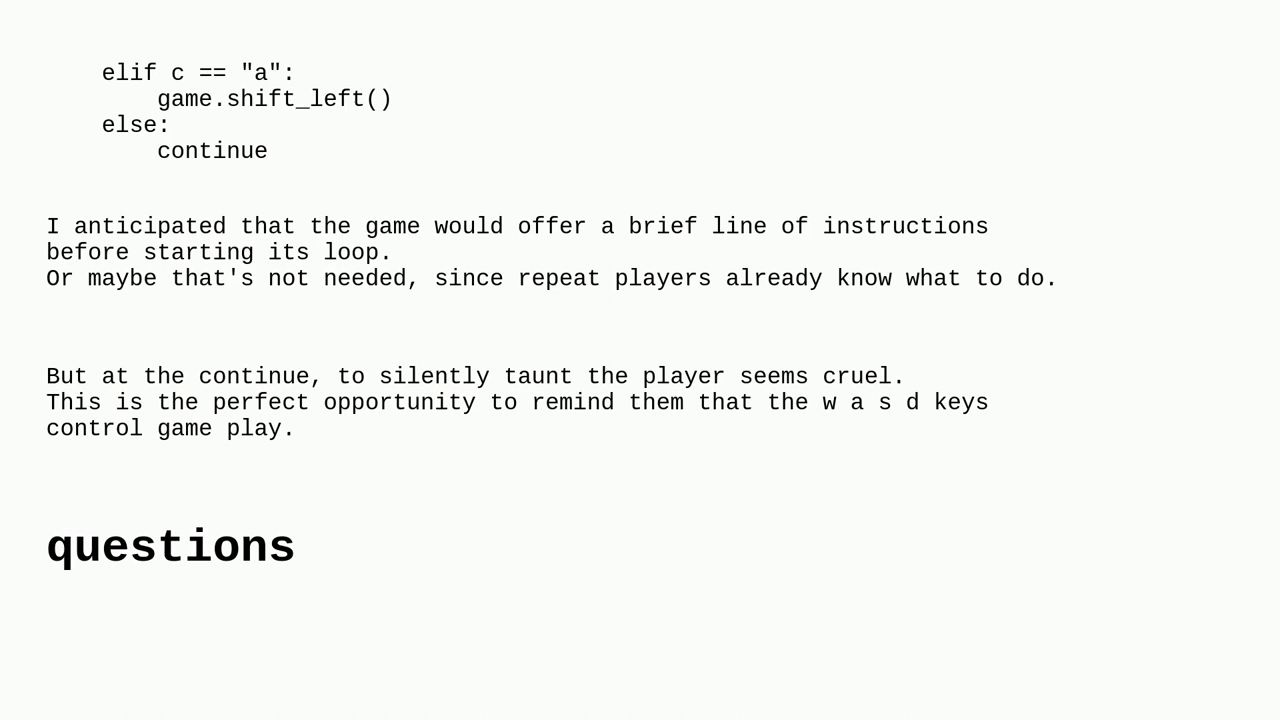 elif c == "a":
        game.shift_left()
    else:
        continue
I anticipated that the game would offer a brief line of instructions
before starting its loop.
Or maybe that's not needed, since repeat players already know what to do.
But at the continue, to silently taunt the player seems cruel.
This is the perfect opportunity to remind them that the w a s d keys
control game play.
questions